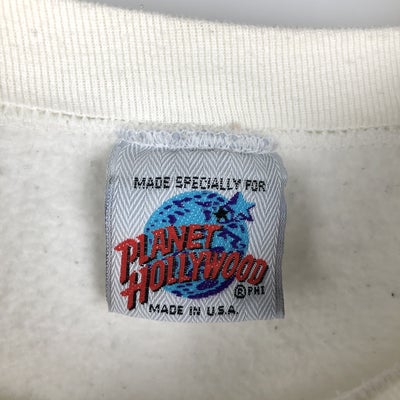 MADE SPECIALLY FOR
PLANET
HOLLYWOOD
® PHI
MADE IN U.S.A.